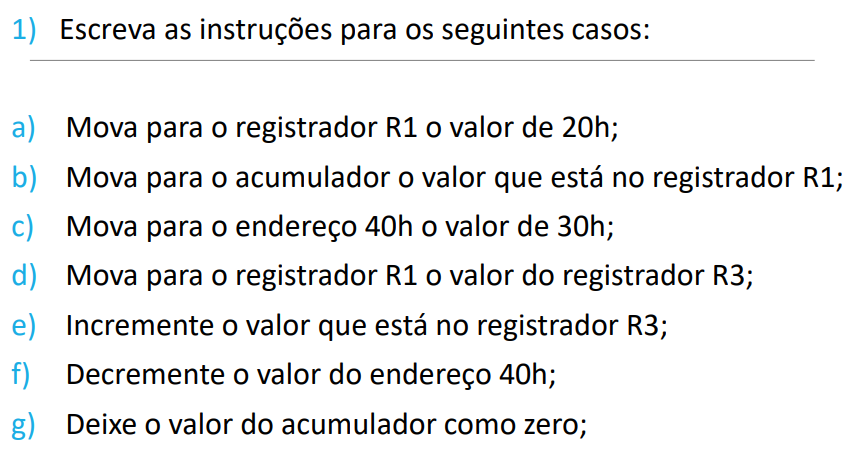 1) Escreva as instruções para os seguintes casos:
a) Mova para o registrador R1 o valor de 20h;
b) Mova para o acumulador o valor que está no registrador R1;
c) Mova para o endereço 40h o valor de 30h;
d) Mova para o registrador R1 o valor do registrador R3;
e) Incremente o valor que está no registrador R3;
f) Decremente o valor do endereço 40h;
g) Deixe o valor do acumulador como zero;